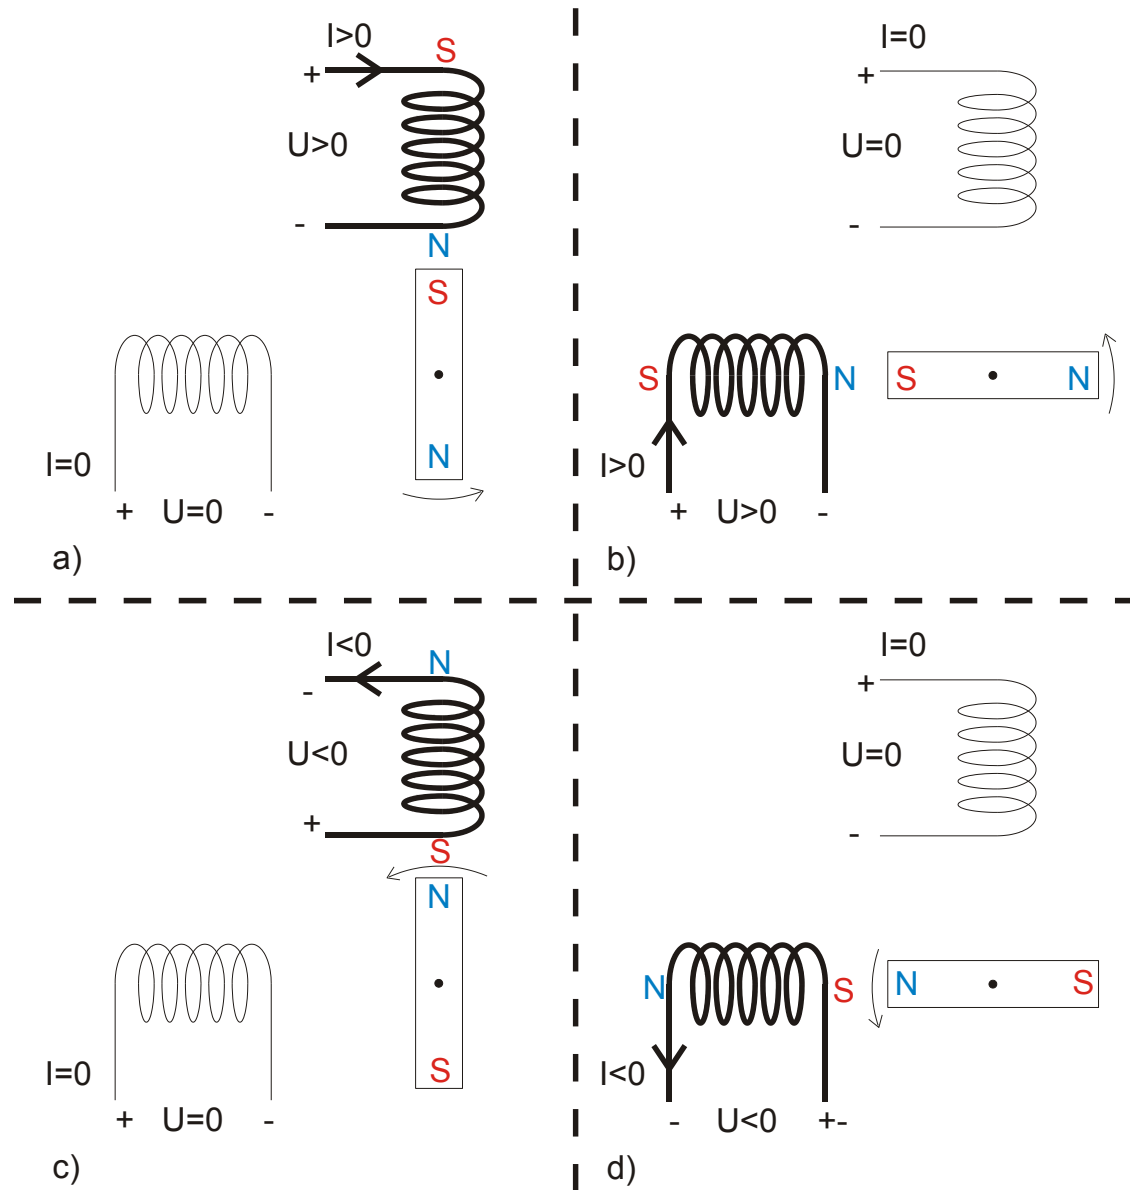 I>0
S
+
U>0
-
N
S
N
I=0
+ U=0 -
a)
I=0
+
U=0
-
S
N
S
N
I>0
+ U>0 -
b)
I<0
N
-
U<0
+
S
N
S
I=0
+ U=0 -
c)
I=0
+
U=0
-
N
S
N
S
I<0
- U<0 +-
d)